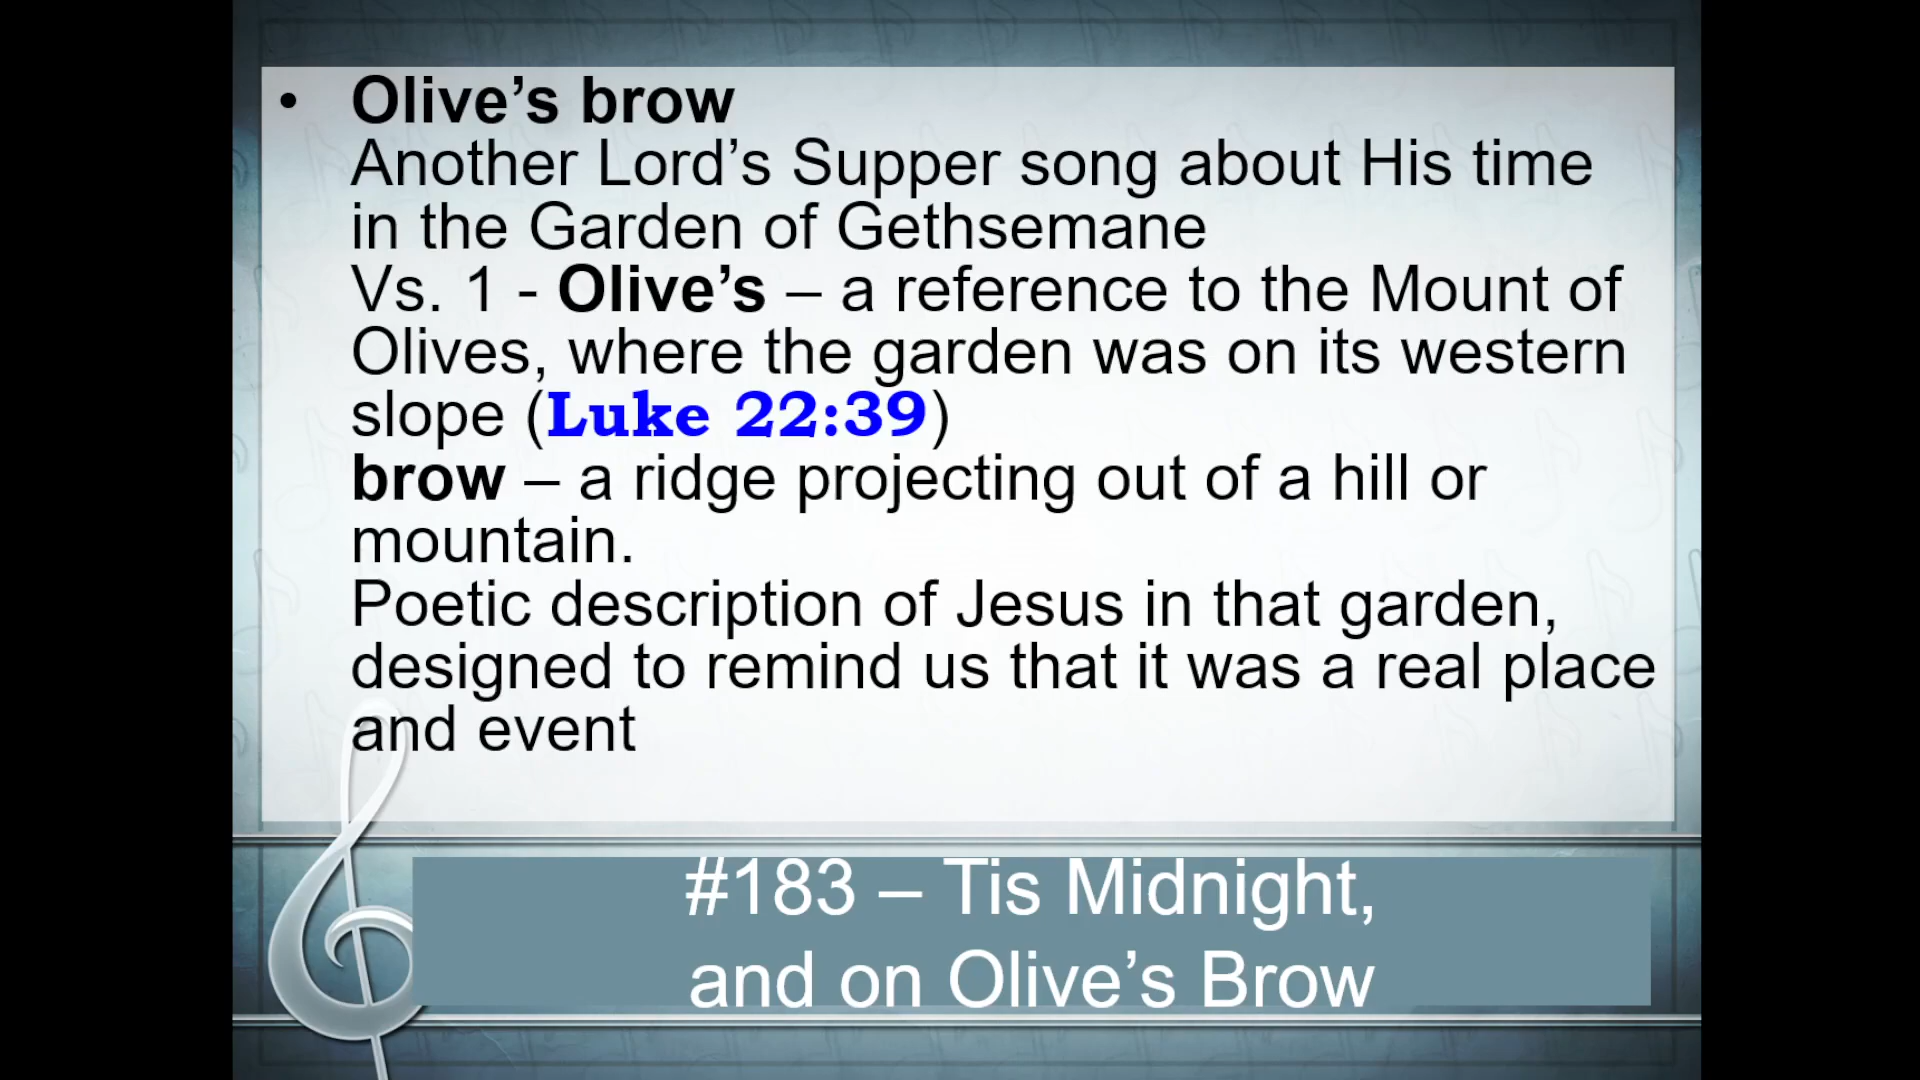 • Olive’s brow
Another Lord’s Supper song about His time
in the Garden of Gethsemane
Vs. 1 - Olive’s – a reference to the Mount of
Olives, where the garden was on its western
slope (Luke 22:39)
brow – a ridge projecting out of a hill or
mountain.
Poetic description of Jesus in that garden,
designed to remind us that it was a real place
and event
#183 – Tis Midnight,
and on Olive’s Brow